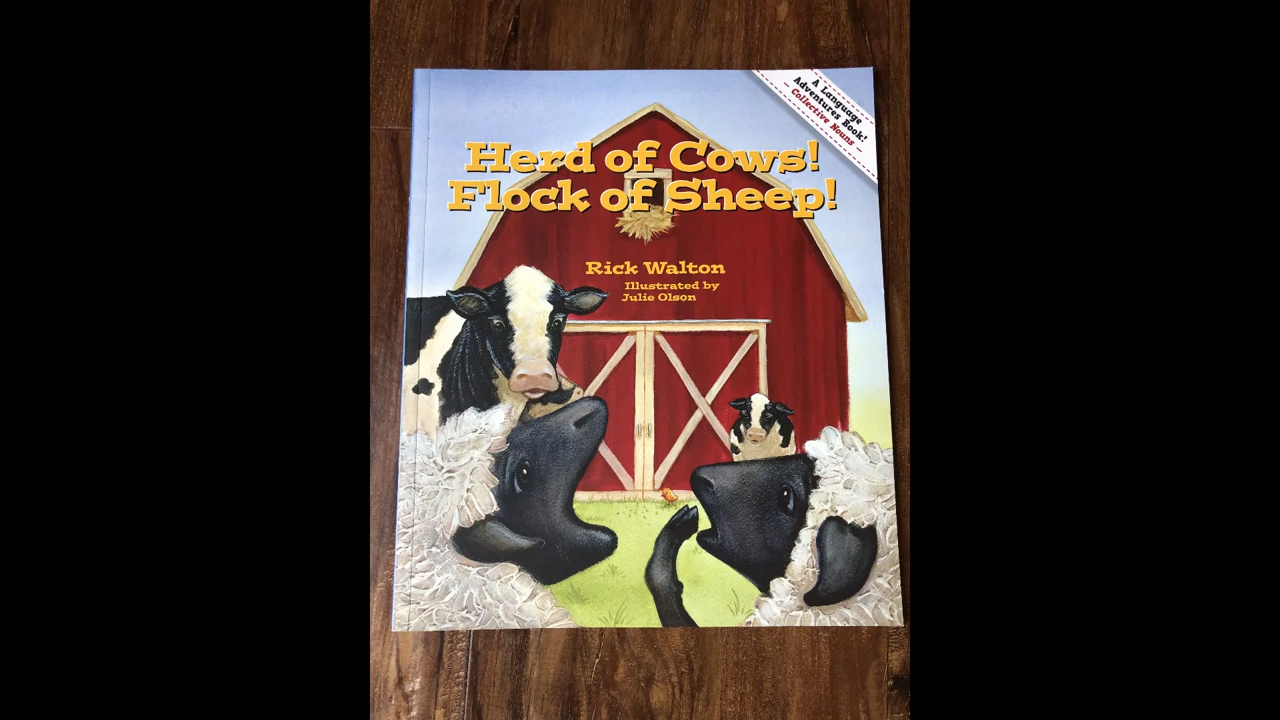 A Language
Adventures Book!
— Collective Nouns —
Herd of Cows!
Flock of Sheep!
Rick Walton
Illustrated by
Julie Olson